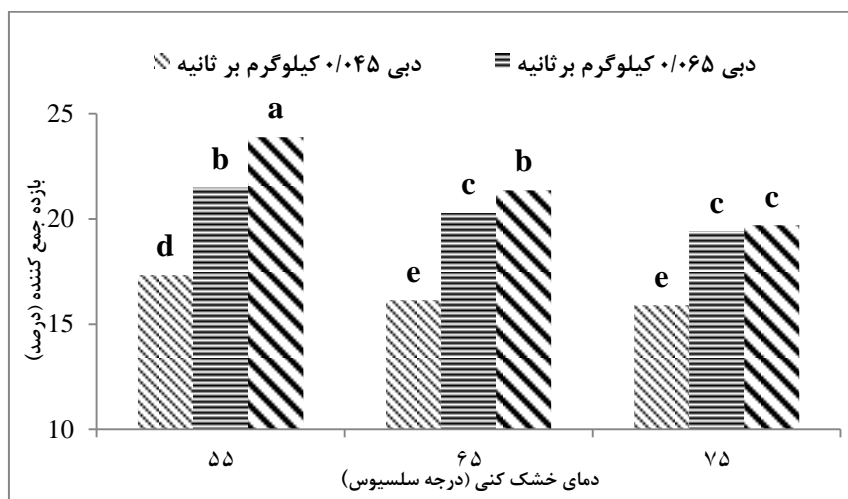 دبی ۰/۰۴۵ کیلوگرم بر ثانیه
دبی ۰/۰۶۵ کیلوگرم برثانیه
بازده جمع کننده (درصد)
25
20
15
10
a
b
d
b
c
e
c
c
e
۵۵
۶۵
۷۵
دمای خشک کنی (درجه سلسیوس)